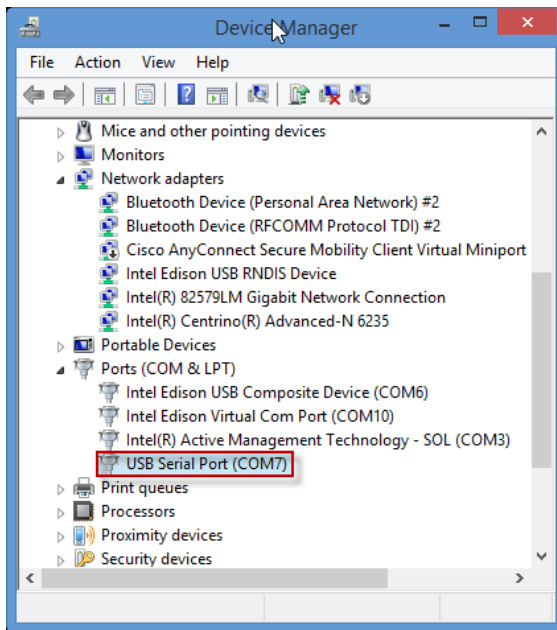 Device Manager
File Action View Help
Mice and other pointing devices
Monitors
Network adapters
Bluetooth Device (Personal Area Network) #2
Bluetooth Device (RFCOMM Protocol TDI) #2
Cisco AnyConnect Secure Mobility Client Virtual Miniport
Intel Edison USB RNDIS Device
Intel(R) 82579LM Gigabit Network Connection
Intel(R) Centrino(R) Advanced-N 6235
Portable Devices
Ports (COM & LPT)
Intel Edison USB Composite Device (COM6)
Intel Edison Virtual Com Port (COM10)
Intel(R) Active Management Technology - SOL (COM3)
USB Serial Port (COM7)
Print queues
Processors
Proximity devices
Security devices